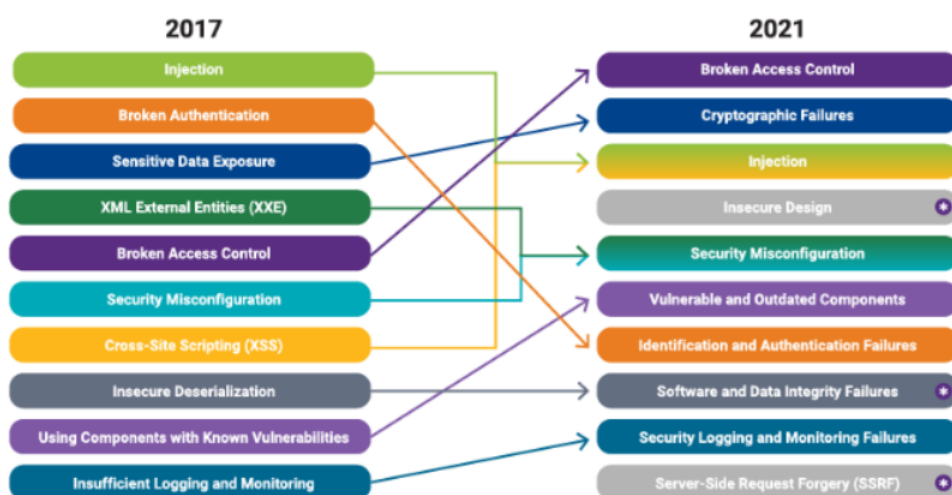 2017
2021
Injection
Broken Access Control
Broken Authentication
Cryptographic Failures
Sensitive Data Exposure
Injection
XML External Entities (XXE)
Insecure Design *
Broken Access Control
Security Misconfiguration
Security Misconfiguration
Vulnerable and Outdated Components
Cross-Site Scripting (XSS)
Identification and Authentication Failures
Insecure Deserialization
Software and Data Integrity Failures *
Using Components with Known Vulnerabilities
Security Logging and Monitoring Failures
Insufficient Logging and Monitoring
Server-Side Request Forgery (SSRF) *